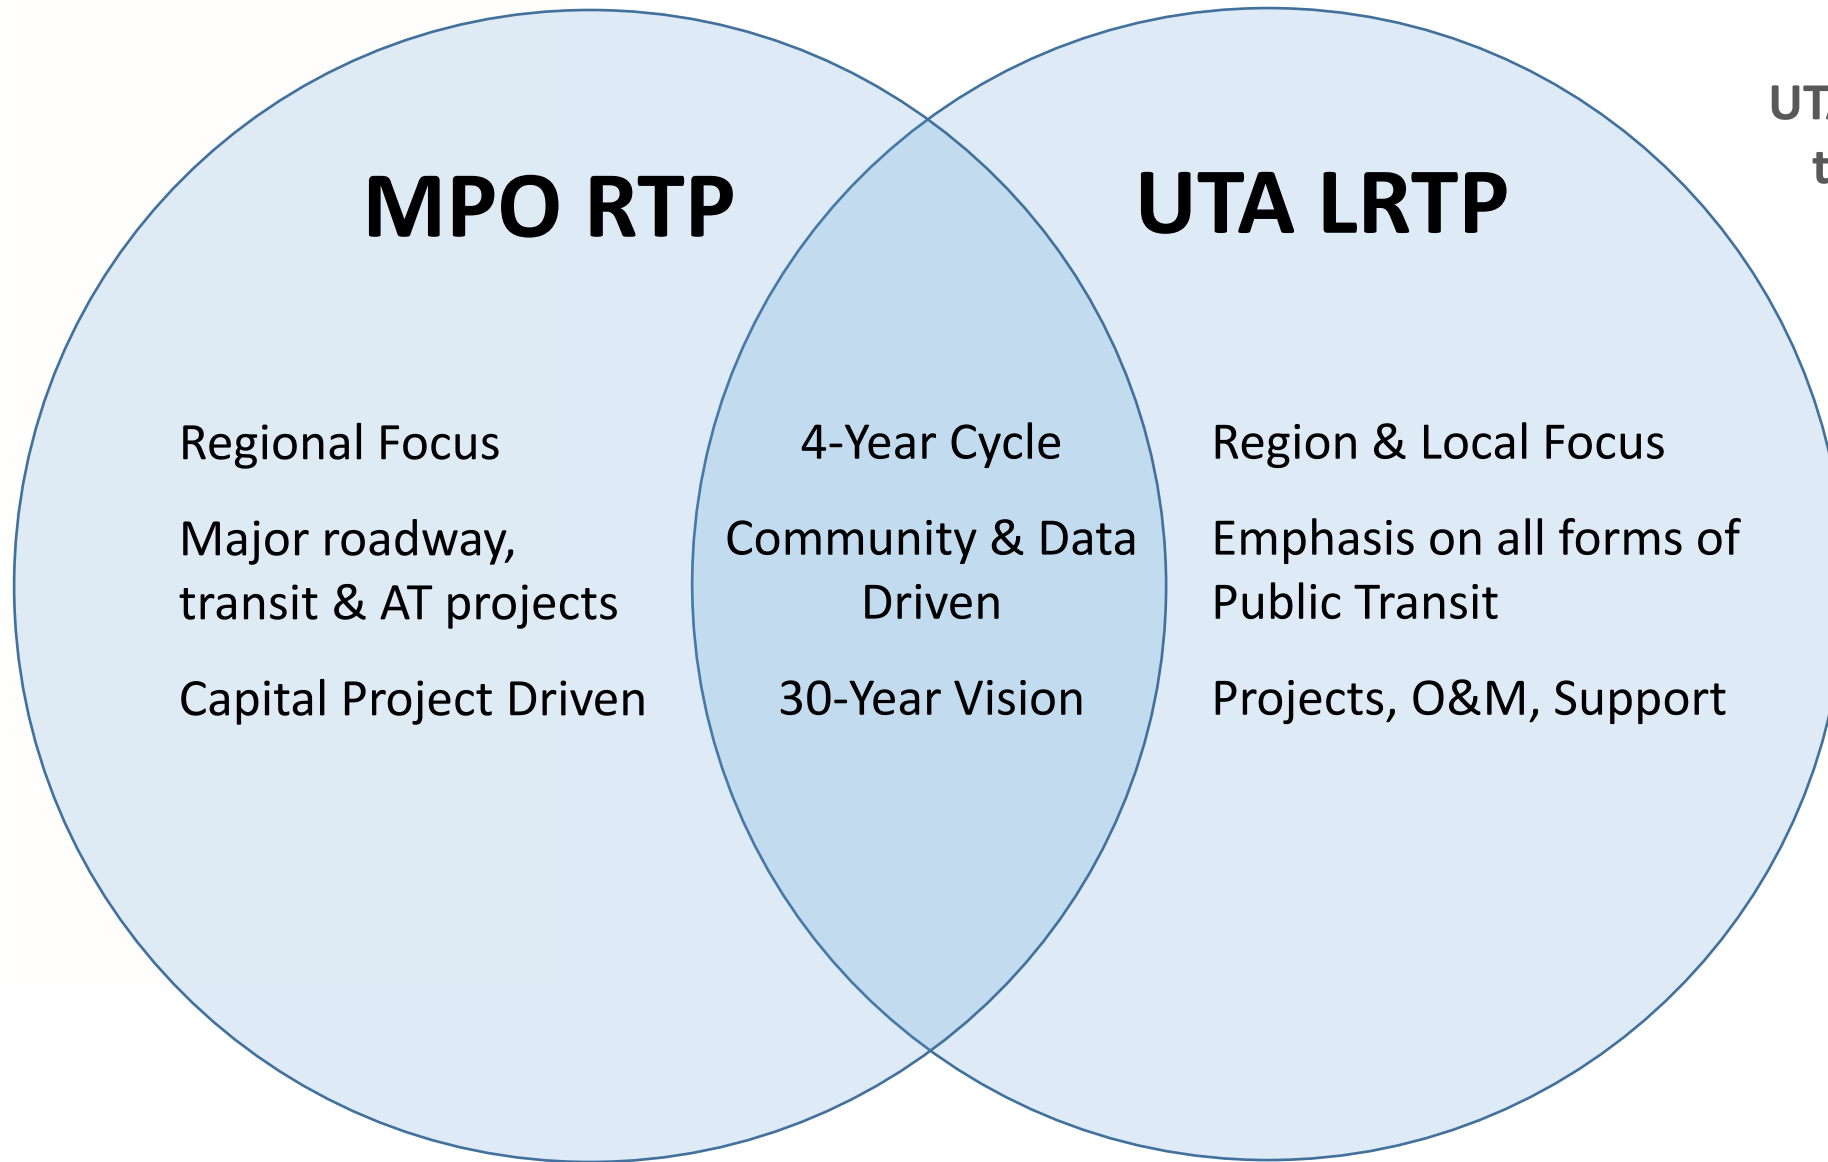 MPO RTP
UTA LRTP
Regional Focus
Major roadway,
transit & AT projects
Capital Project Driven
4-Year Cycle
Community & Data
Driven
30-Year Vision
Region & Local Focus
Emphasis on all forms of
Public Transit
Projects, O&M, Support